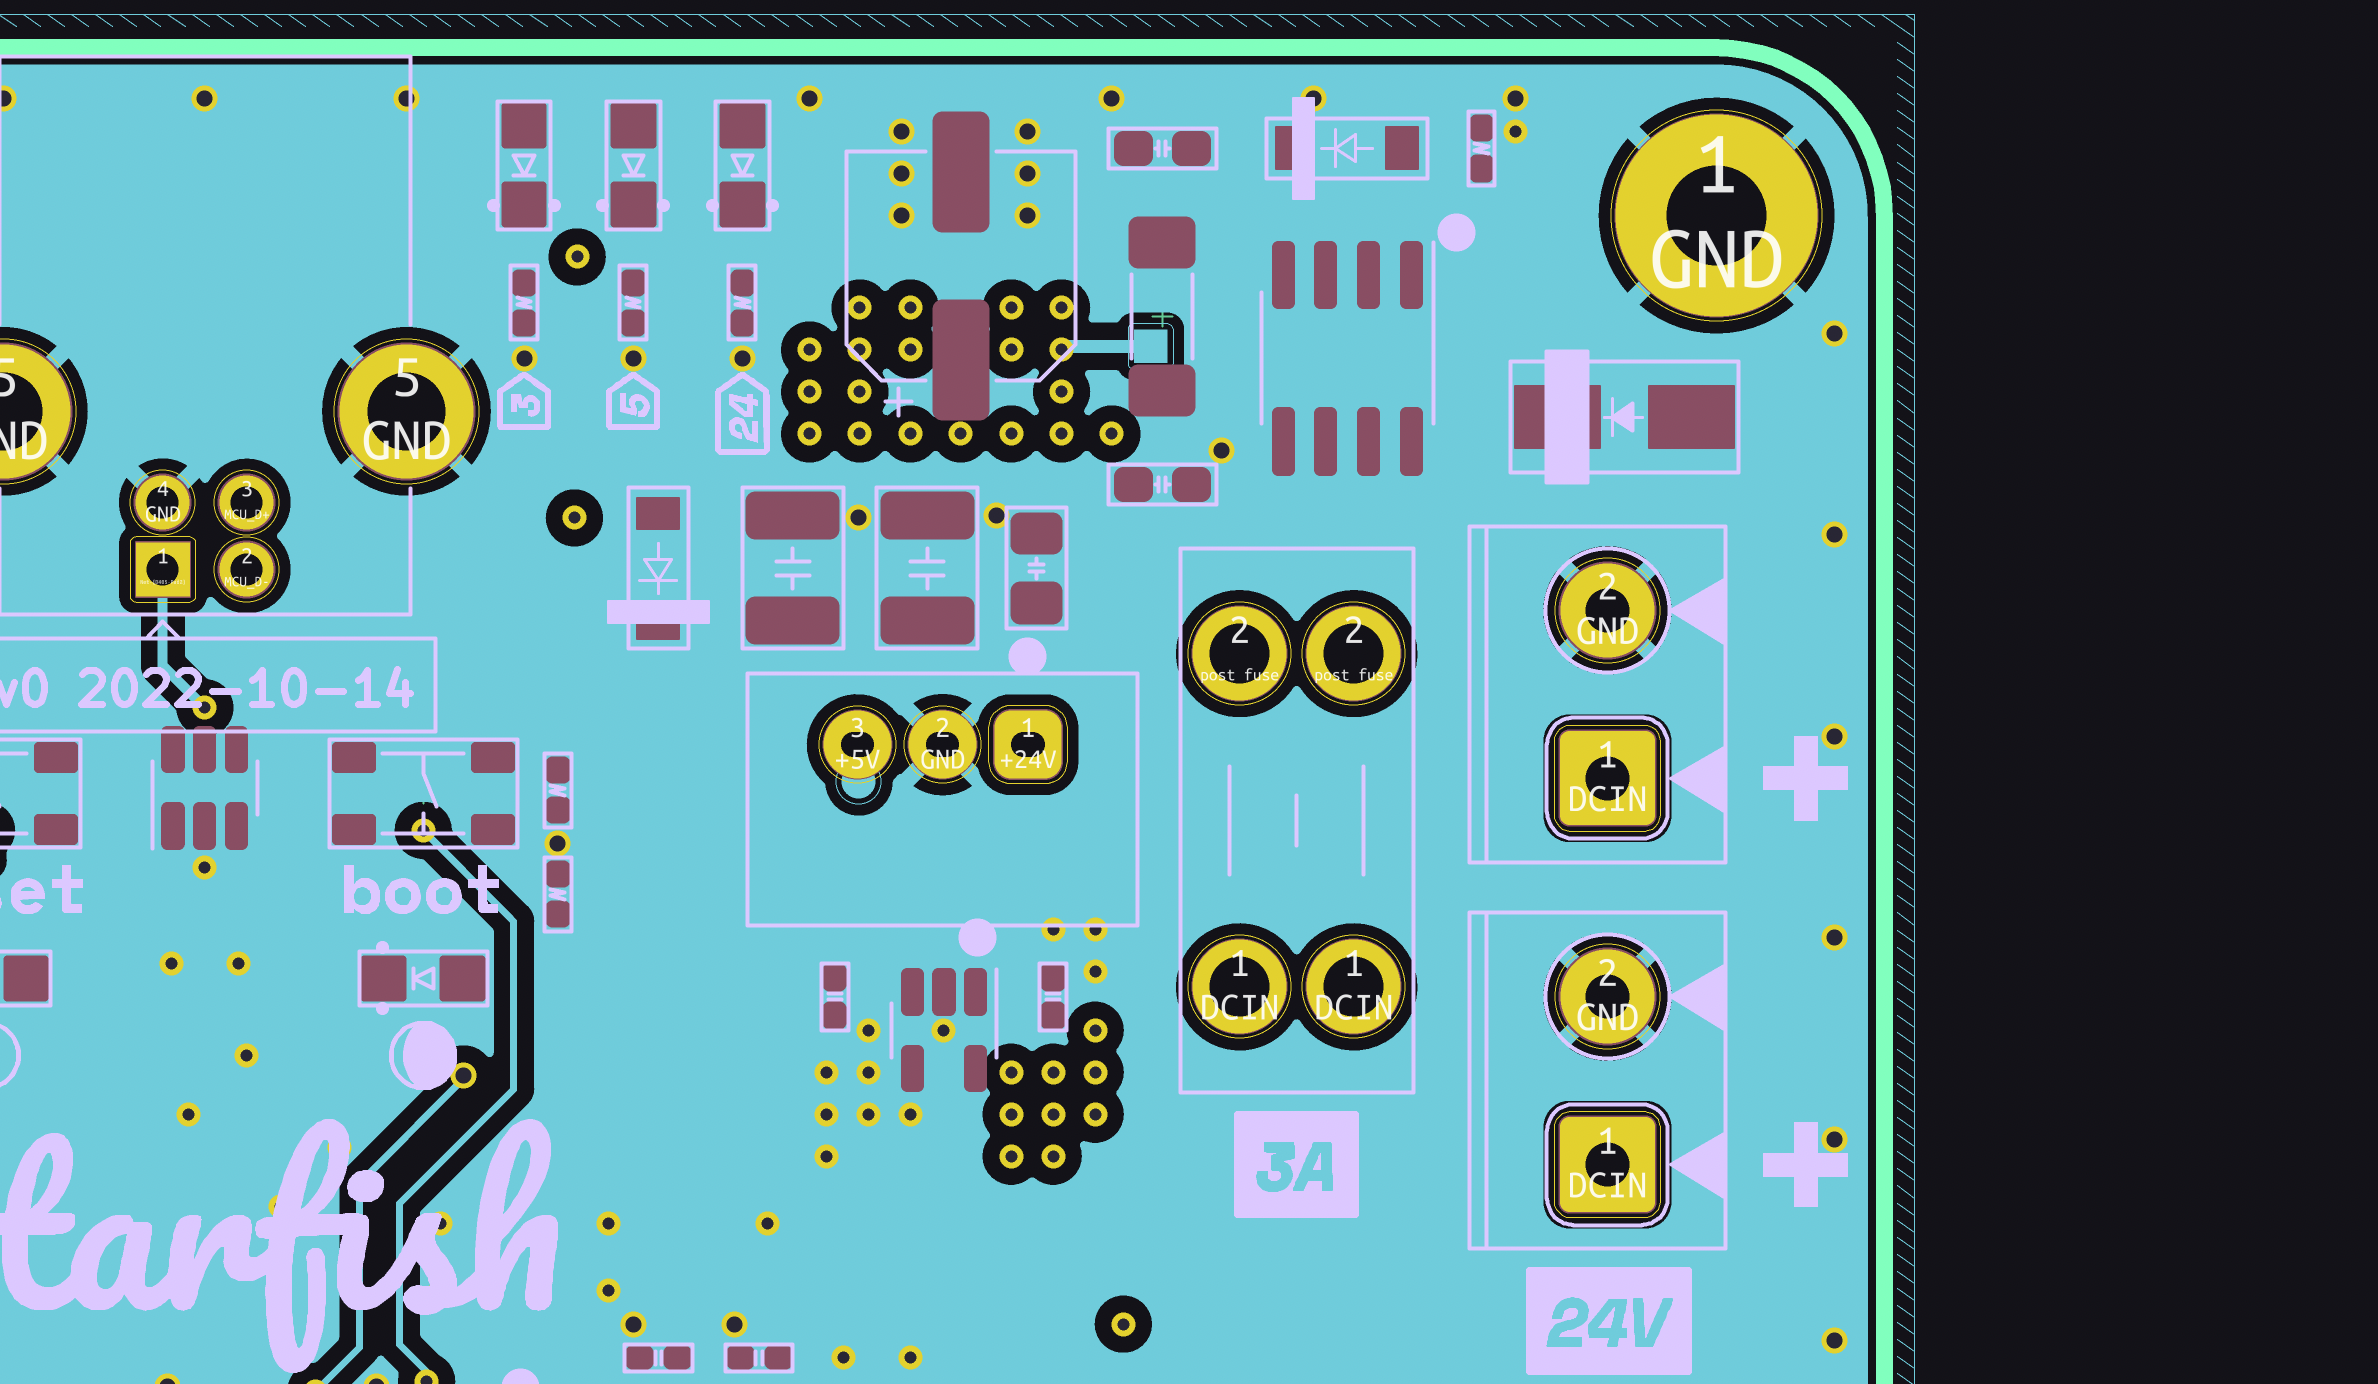 1
GND
5
ND
5
GND
3
5
24
4
GND
3
MCU_D+
1
2
MCU_D-
v0 2022-10-14
2
post fuse
2
post fuse
2
GND
1
DCIN
3
+5V
2
GND
1
+24V
et
boot
1
DCIN
1
DCIN
2
GND
1
DCIN
3A
tarfish
24V